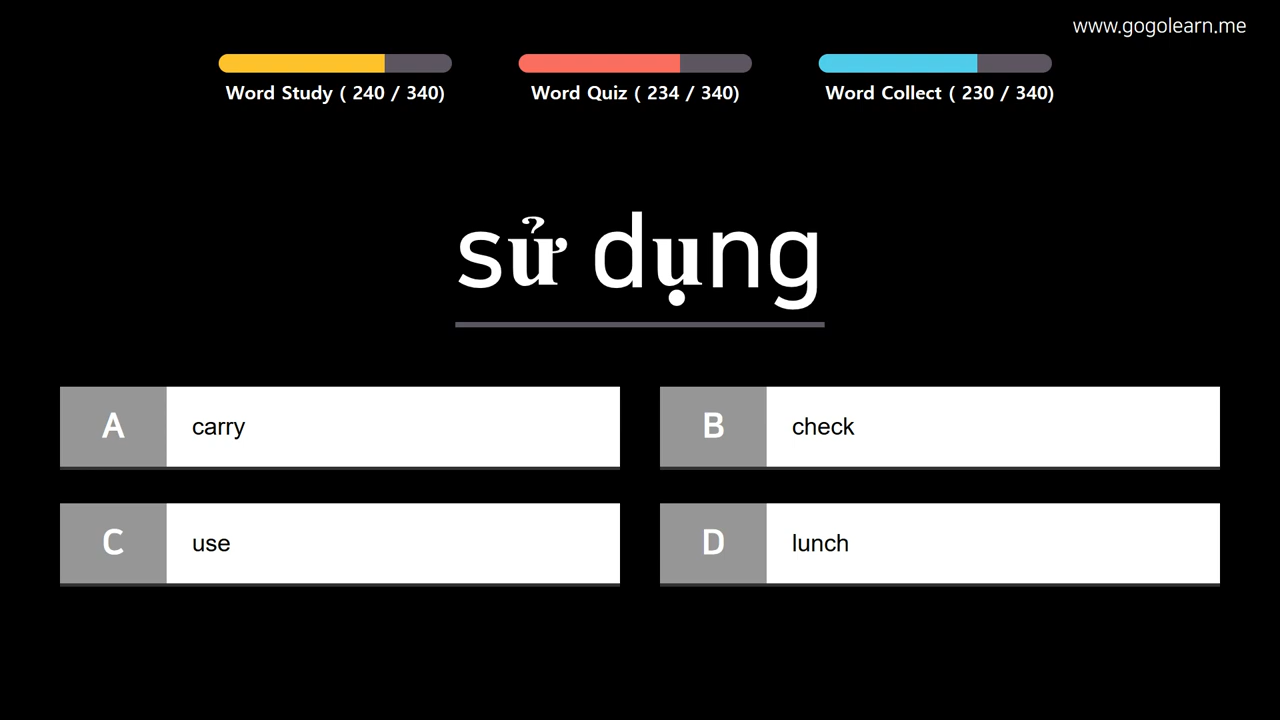 www.gogolearn.me
Word Study ( 240 / 340)
Word Quiz ( 234 / 340)
Word Collect ( 230 / 340)
sử dụng
A carry
B check
C use
D lunch